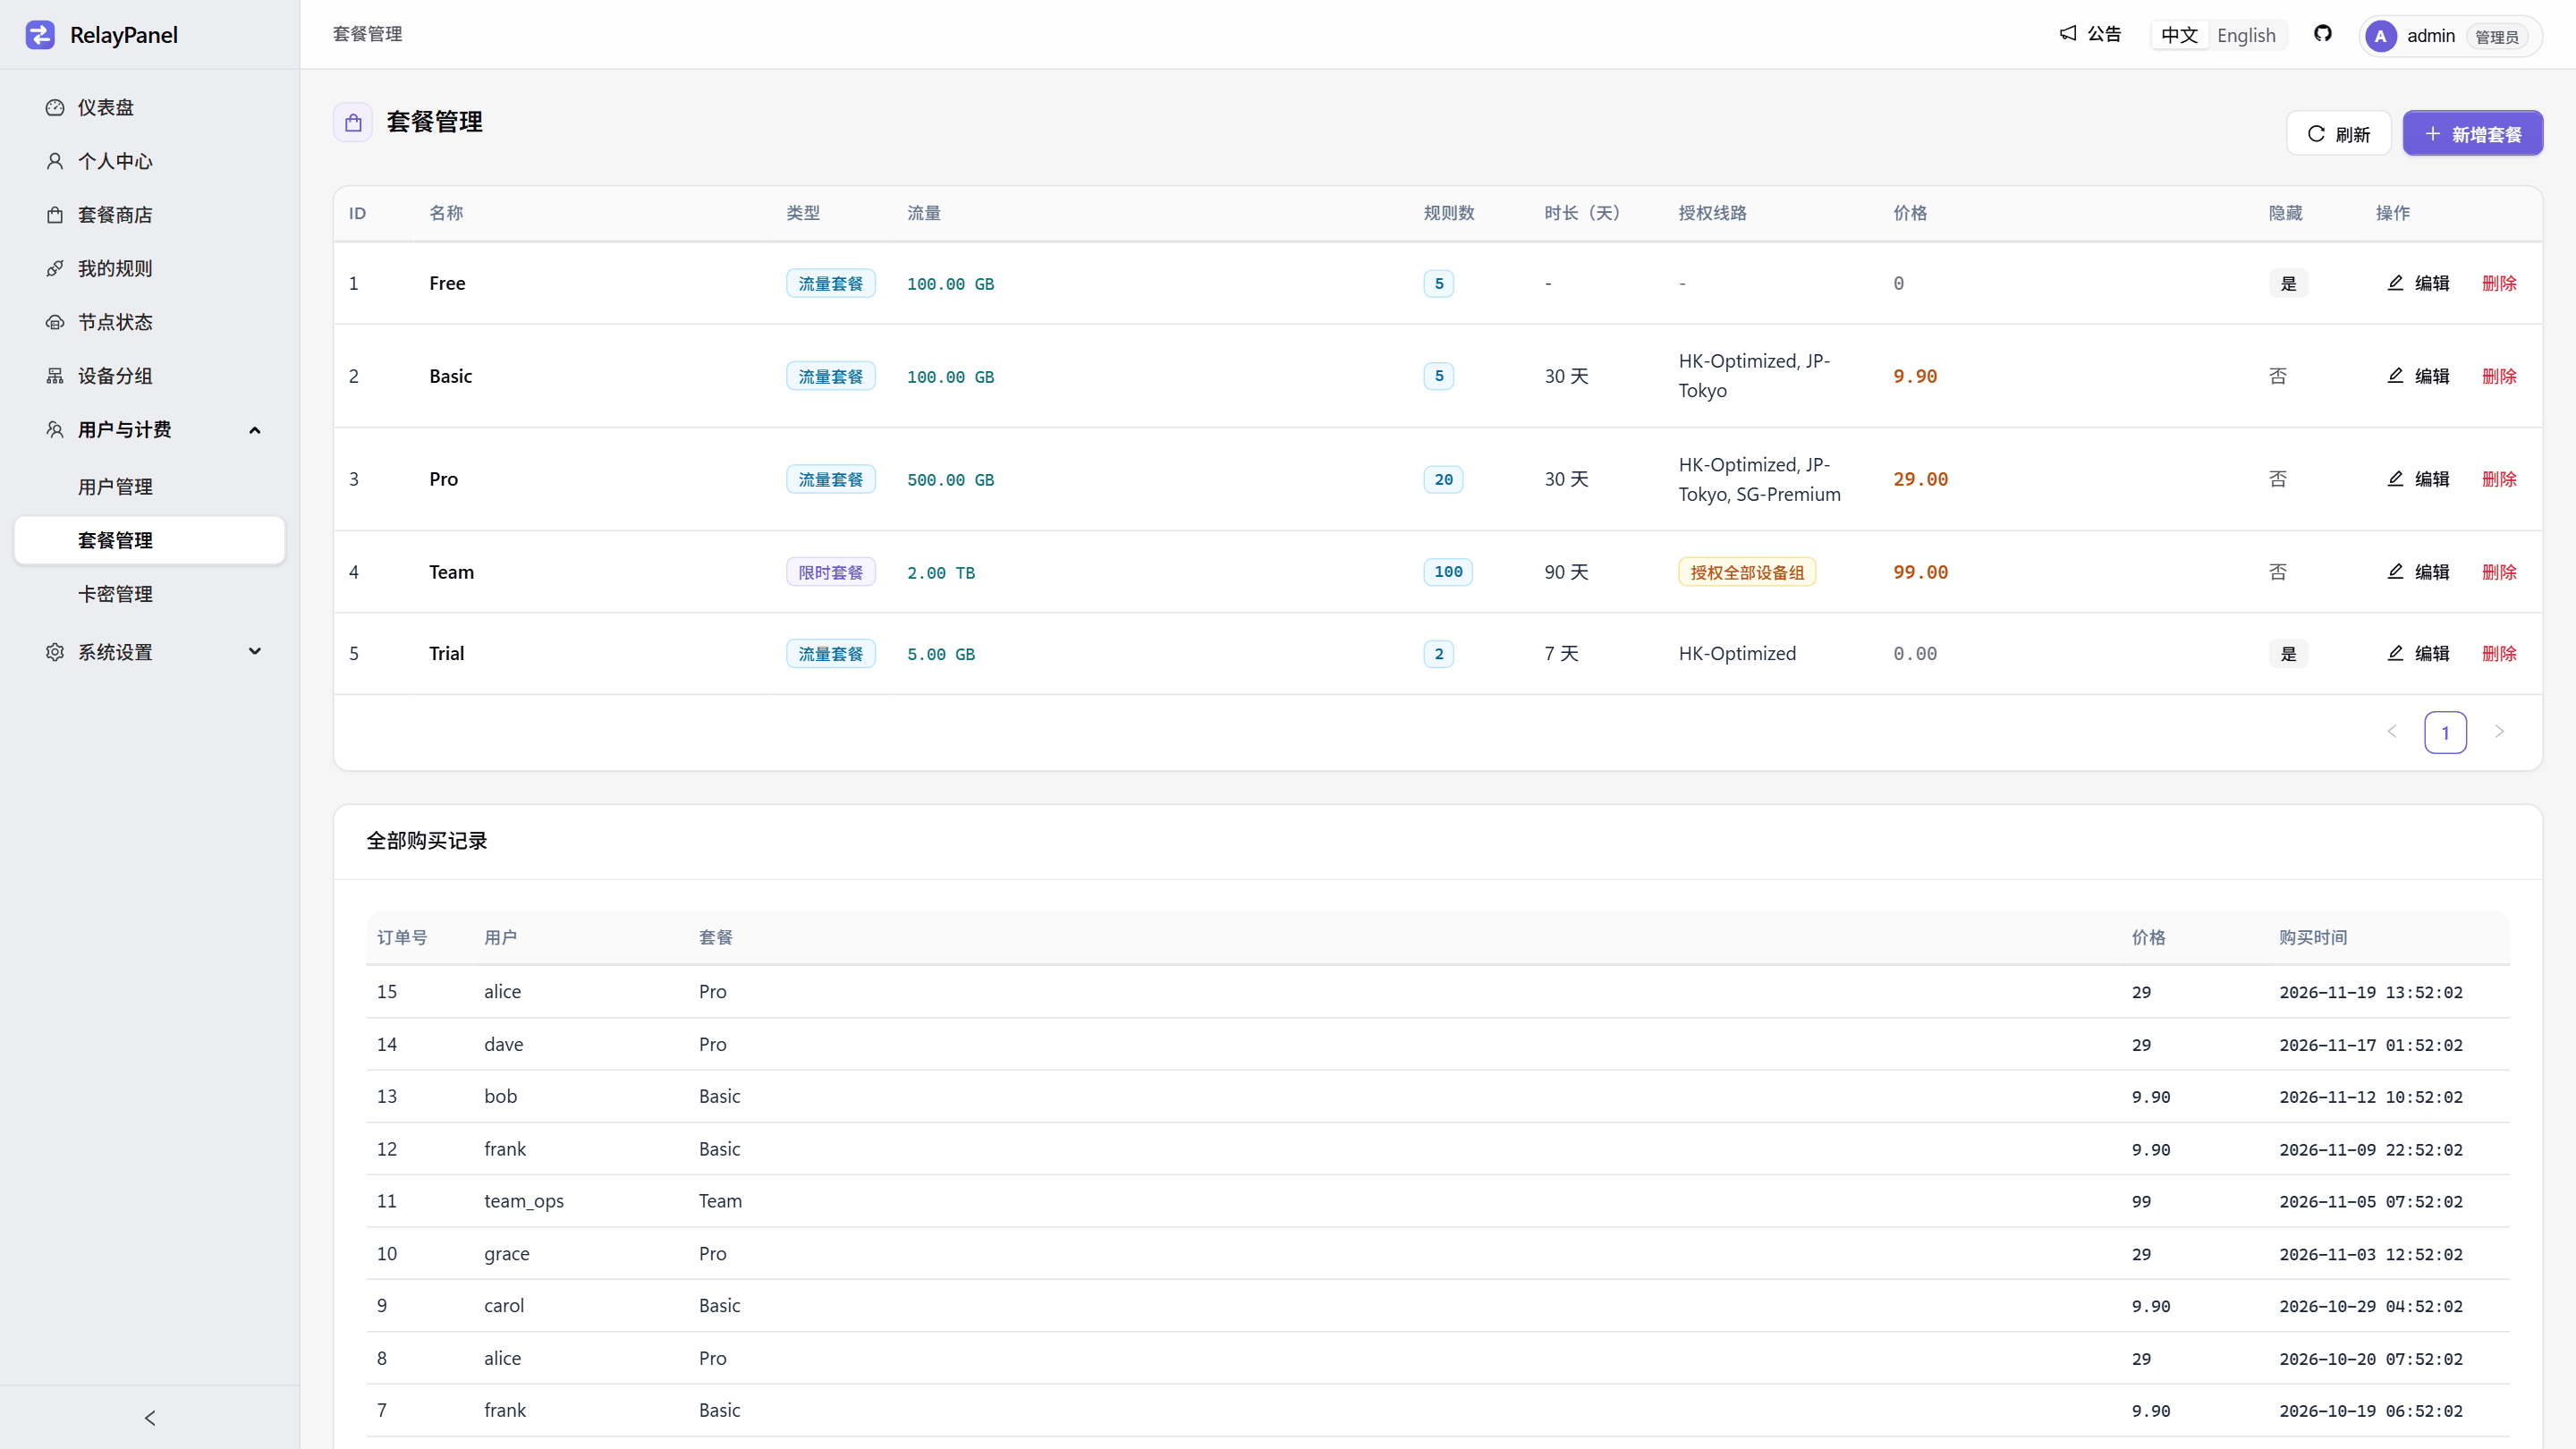 RelayPanel
套餐管理
公告
中文 English
A admin 管理员
仪表盘
个人中心
套餐商店
我的规则
节点状态
设备分组
用户与计费
用户管理
套餐管理
卡密管理
系统设置
套餐管理
刷新
新增套餐
ID 名称 类型 流量 规则数 时长（天） 授权线路 价格 隐藏 操作
1 Free 流量套餐 100.00 GB 5 - - 0 是 编辑 删除
2 Basic 流量套餐 100.00 GB 5 30 天 HK-Optimized, JP-
Tokyo 9.90 否 编辑 删除
3 Pro 流量套餐 500.00 GB 20 30 天 HK-Optimized, JP-
Tokyo, SG-Premium 29.00 否 编辑 删除
4 Team 限时套餐 2.00 TB 100 90 天 授权全部设备组 99.00 否 编辑 删除
5 Trial 流量套餐 5.00 GB 2 7 天 HK-Optimized 0.00 是 编辑 删除
1
全部购买记录
订单号 用户 套餐 价格 购买时间
15 alice Pro 29 2026-11-19 13:52:02
14 dave Pro 29 2026-11-17 01:52:02
13 bob Basic 9.90 2026-11-12 10:52:02
12 frank Basic 9.90 2026-11-09 22:52:02
11 team_ops Team 99 2026-11-05 07:52:02
10 grace Pro 29 2026-11-03 12:52:02
9 carol Basic 9.90 2026-10-29 04:52:02
8 alice Pro 29 2026-10-20 07:52:02
7 frank Basic 9.90 2026-10-19 06:52:02